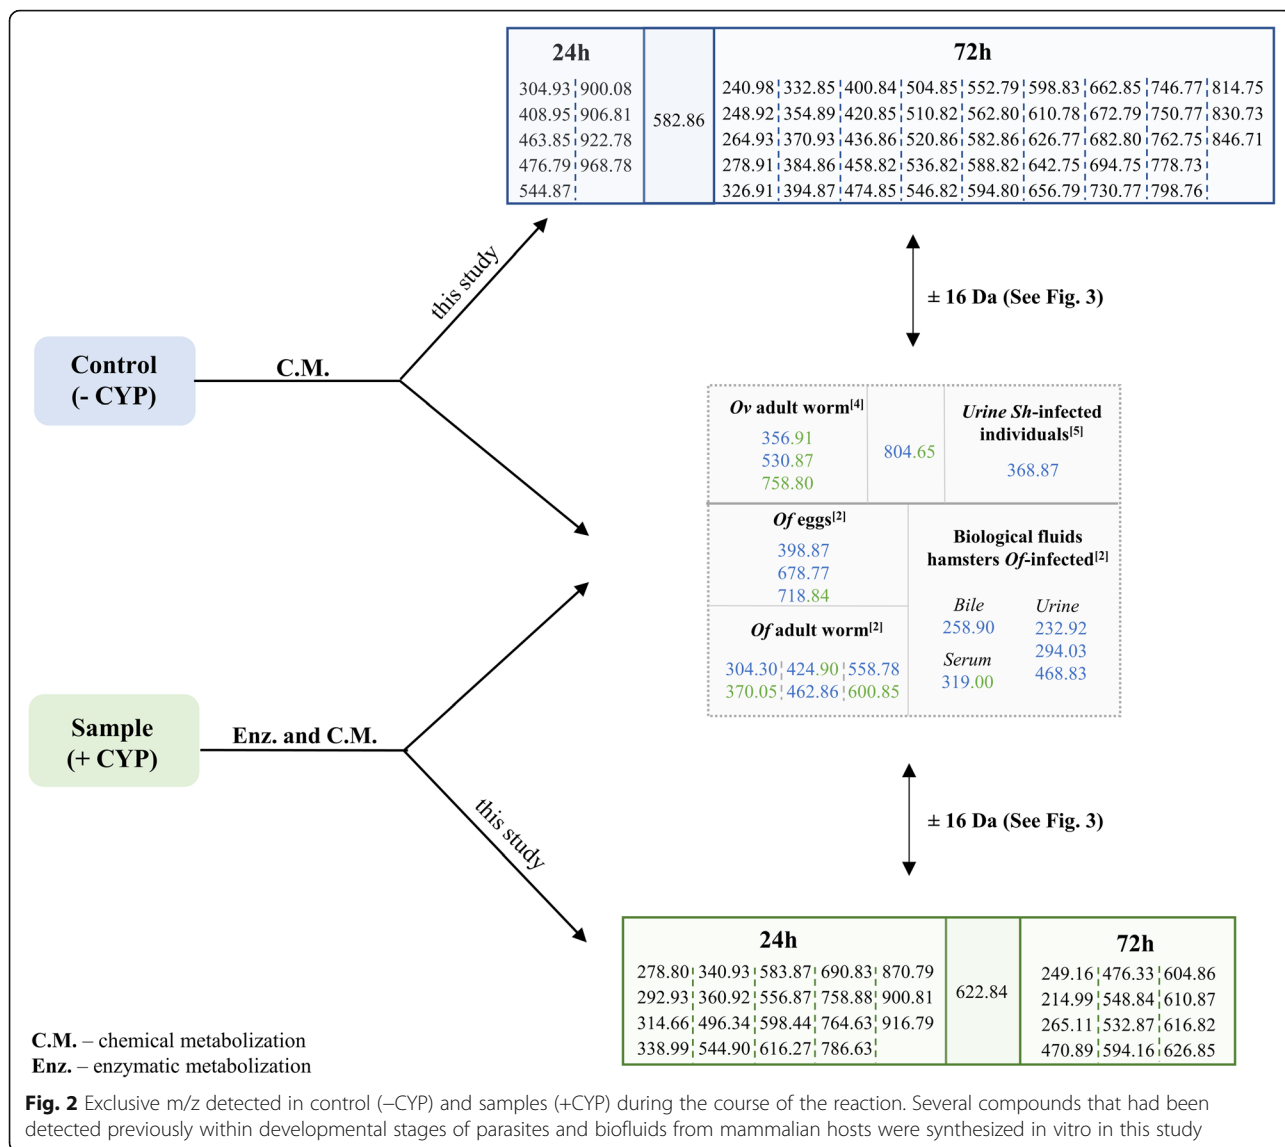 24h
304.93 900.08
408.95 906.81
463.85 922.78
476.79 968.78
544.87
582.86
72h
240.98 332.85 400.84 504.85 552.79 598.83 662.85 746.77 814.75
248.92 354.89 420.85 510.82 562.80 610.78 672.79 750.77 830.73
264.93 370.93 436.86 520.86 582.86 626.77 682.80 762.75 846.71
278.91 384.86 458.82 536.82 588.82 642.75 694.75 778.73
326.91 394.87 474.85 546.82 594.80 656.79 730.77 798.76
this study
± 16 Da (See Fig. 3)
Control
(- CYP)
C.M.
Ov adult worm[4]
356.91
530.87
758.80
804.65
Urine Sh-infected
individuals[5]
368.87
Of eggs[2]
398.87
678.77
718.84
Biological fluids
hamsters Of-infected[2]
Bile
258.90
Serum
319.00
Urine
232.92
294.03
468.83
Of adult worm[2]
304.30 424.90 558.78
370.05 462.86 600.85
Sample
(+ CYP)
Enz. and C.M.
this study
± 16 Da (See Fig. 3)
24h
278.80 340.93 583.87 690.83 870.79
292.93 360.92 556.87 758.88 900.81
314.66 496.34 598.44 764.63 916.79
338.99 544.90 616.27 786.63
622.84
72h
249.16 476.33 604.86
214.99 548.84 610.87
265.11 532.87 616.82
470.89 594.16 626.85
C.M. – chemical metabolization
Enz. – enzymatic metabolization
Fig. 2 Exclusive m/z detected in control (−CYP) and samples (+CYP) during the course of the reaction. Several compounds that had been
detected previously within developmental stages of parasites and biofluids from mammalian hosts were synthesized in vitro in this study